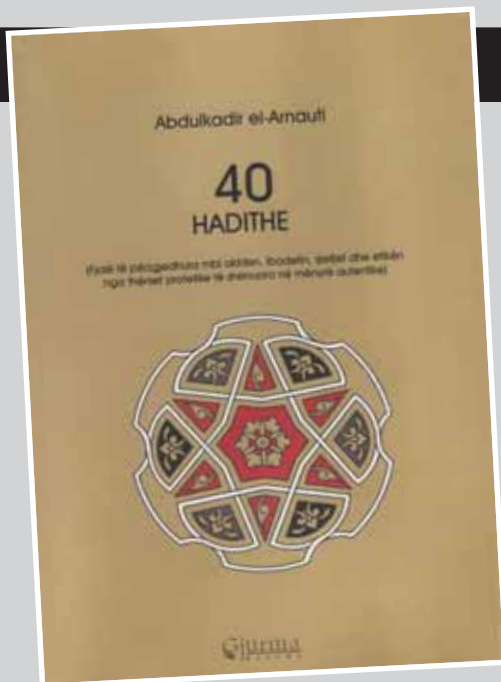 Abdulkadir el-Arnauti
40
HADITHE
(Fjalë të përzgjedhura mbi akiden, ibadetin, sjelljet dhe etikën
nga thëniet profetike të shënuara në mënyrë autentike)
Gjurma